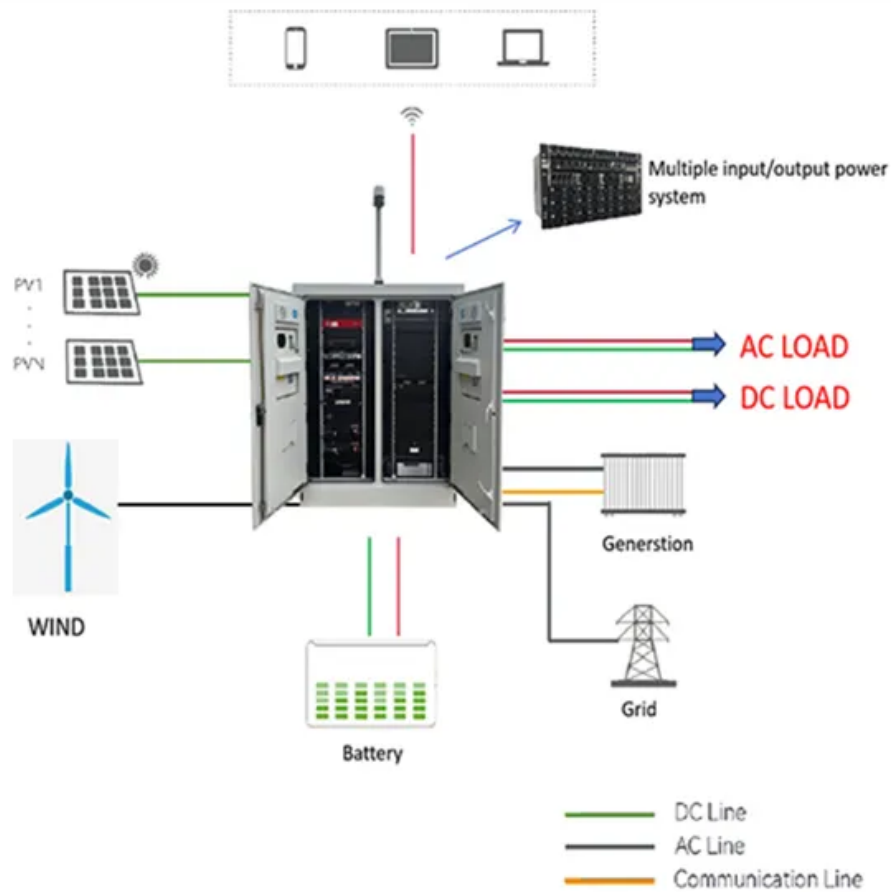 Multiple input/output power
system
PV1
PVN
AC LOAD
DC LOAD
Generstion
WIND
Grid
Battery
DC Line
AC Line
Communication Line